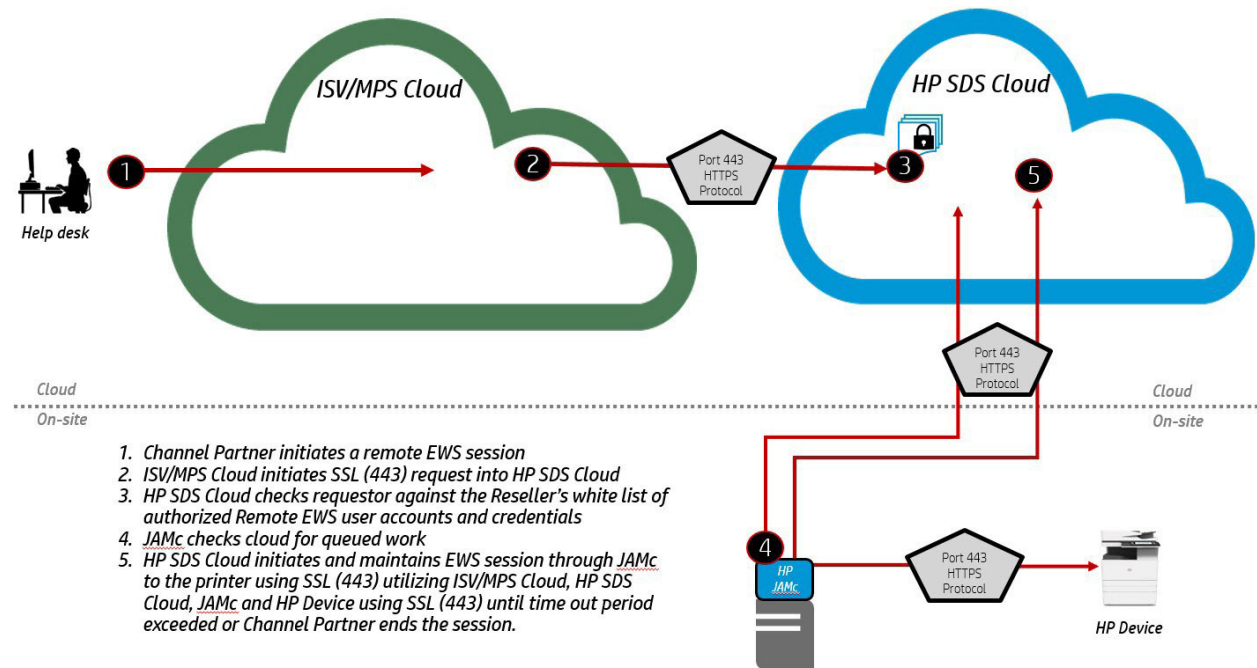 ISV/MPS Cloud
HP SDS Cloud
1
2
Port 443
HTTPS
Protocol
3
5
Help desk
Port 443
HTTPS
Protocol
Cloud
Cloud
On-site
On-site
1. Channel Partner initiates a remote EWS session
2. ISV/MPS Cloud initiates SSL (443) request into HP SDS Cloud
3. HP SDS Cloud checks requestor against the Reseller's white list of
authorized Remote EWS user accounts and credentials
4. JAMc checks cloud for queued work
5. HP SDS Cloud initiates and maintains EWS session through JAMc
to the printer using SSL (443) utilizing ISV/MPS Cloud, HP SDS
Cloud, JAMc and HP Device using SSL (443) until time out period
exceeded or Channel Partner ends the session.
4
HP
JAMc
Port 443
HTTPS
Protocol
HP Device